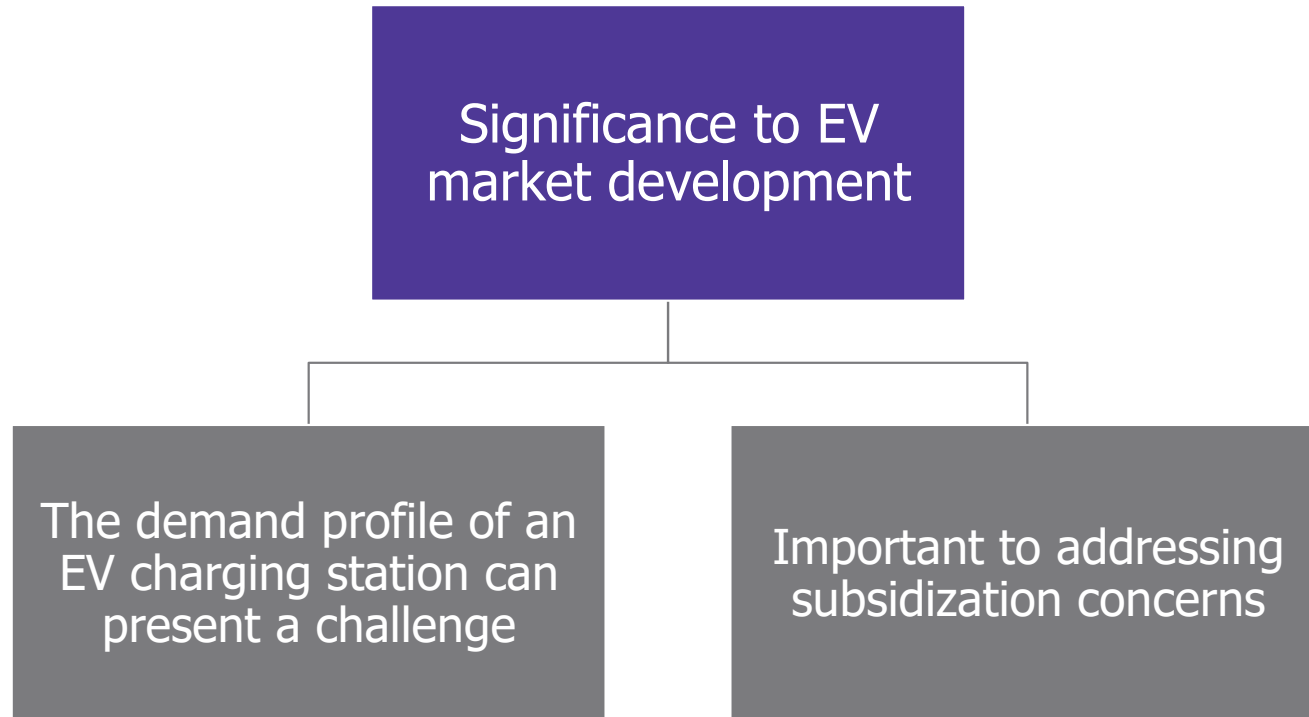 Significance to EV
market development
The demand profile of an
EV charging station can
present a challenge
Important to addressing
subsidization concerns